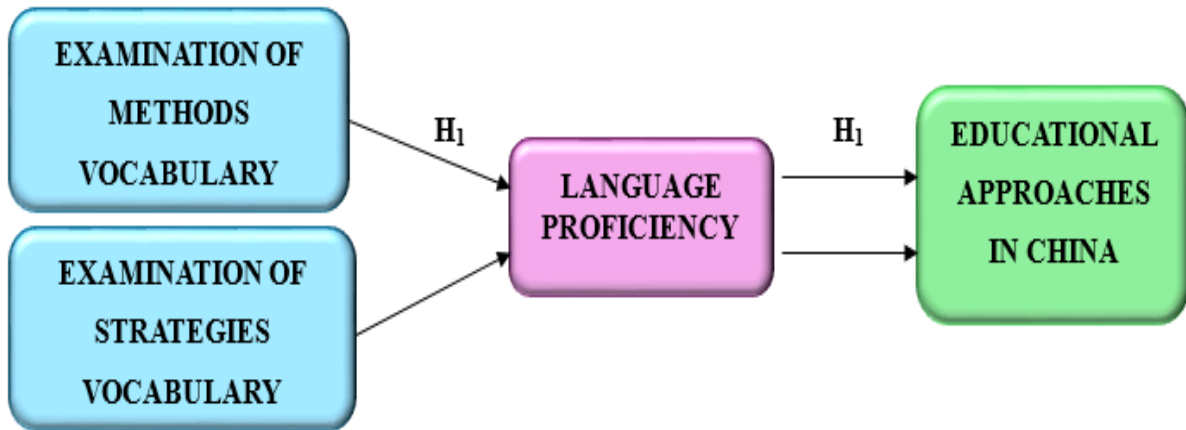 EXAMINATION OF
METHODS
VOCABULARY
EXAMINATION OF
STRATEGIES
VOCABULARY
H₁
LANGUAGE
PROFICIENCY
H₁
EDUCATIONAL
APPROACHES
IN CHINA